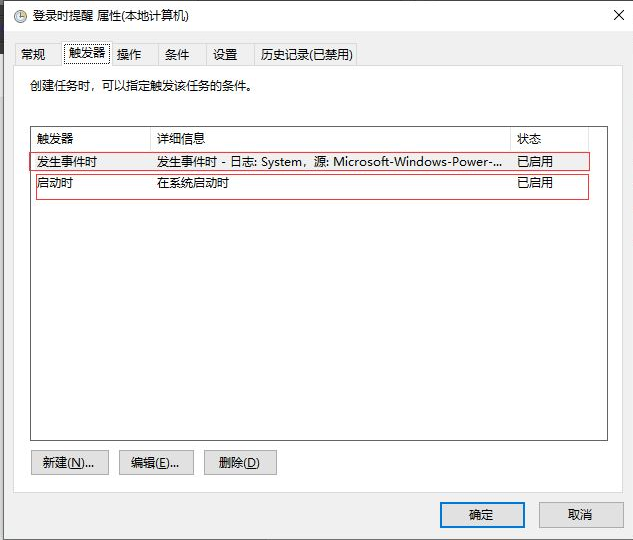 登录时提醒 属性(本地计算机)
常规 触发器 操作 条件 设置 历史记录(已禁用)
创建任务时，可以指定触发该任务的条件。
触发器 详细信息 状态
发生事件时 发生事件时 - 日志: System，源: Microsoft-Windows-Power-... 已启用
启动时 在系统启动时 已启用
新建(N)... 编辑(E)... 删除(D)
确定 取消